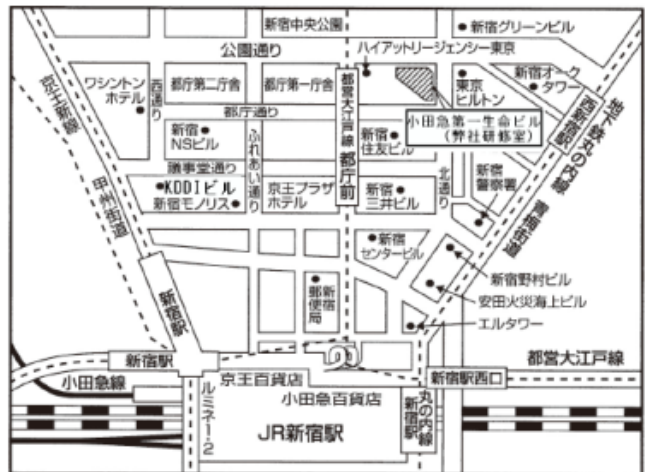 新宿中央公園
新宿グリーンビル
公園通り
ハイアットリージェンシー東京
京王新線
ワシントン
ホテル
西通り
都庁第二庁舎
都庁第一庁舎
都営大江戸線 都庁前
東京
ヒルトン
新宿オーク
タワー
地下鉄丸の内線
西新宿駅
都庁通り
小田急第一生命ビル
(弊社研修室)
新宿
NSビル
ふれあい通り
新宿
住友ビル
議事堂通り
北通り
新宿
警察署
甲州街道
KODIビル
新宿モノリス
京王プラザ
ホテル
新宿
三井ビル
青梅街道
新宿
センタービル
新宿野村ビル
新宿
郵便局
安田火災海上ビル
新宿駅
エルタワー
新宿駅
都営大江戸線
小田急線
京王百貨店
新宿駅西口
ルミネ1・2
小田急百貨店
丸の内線
新宿駅
JR新宿駅